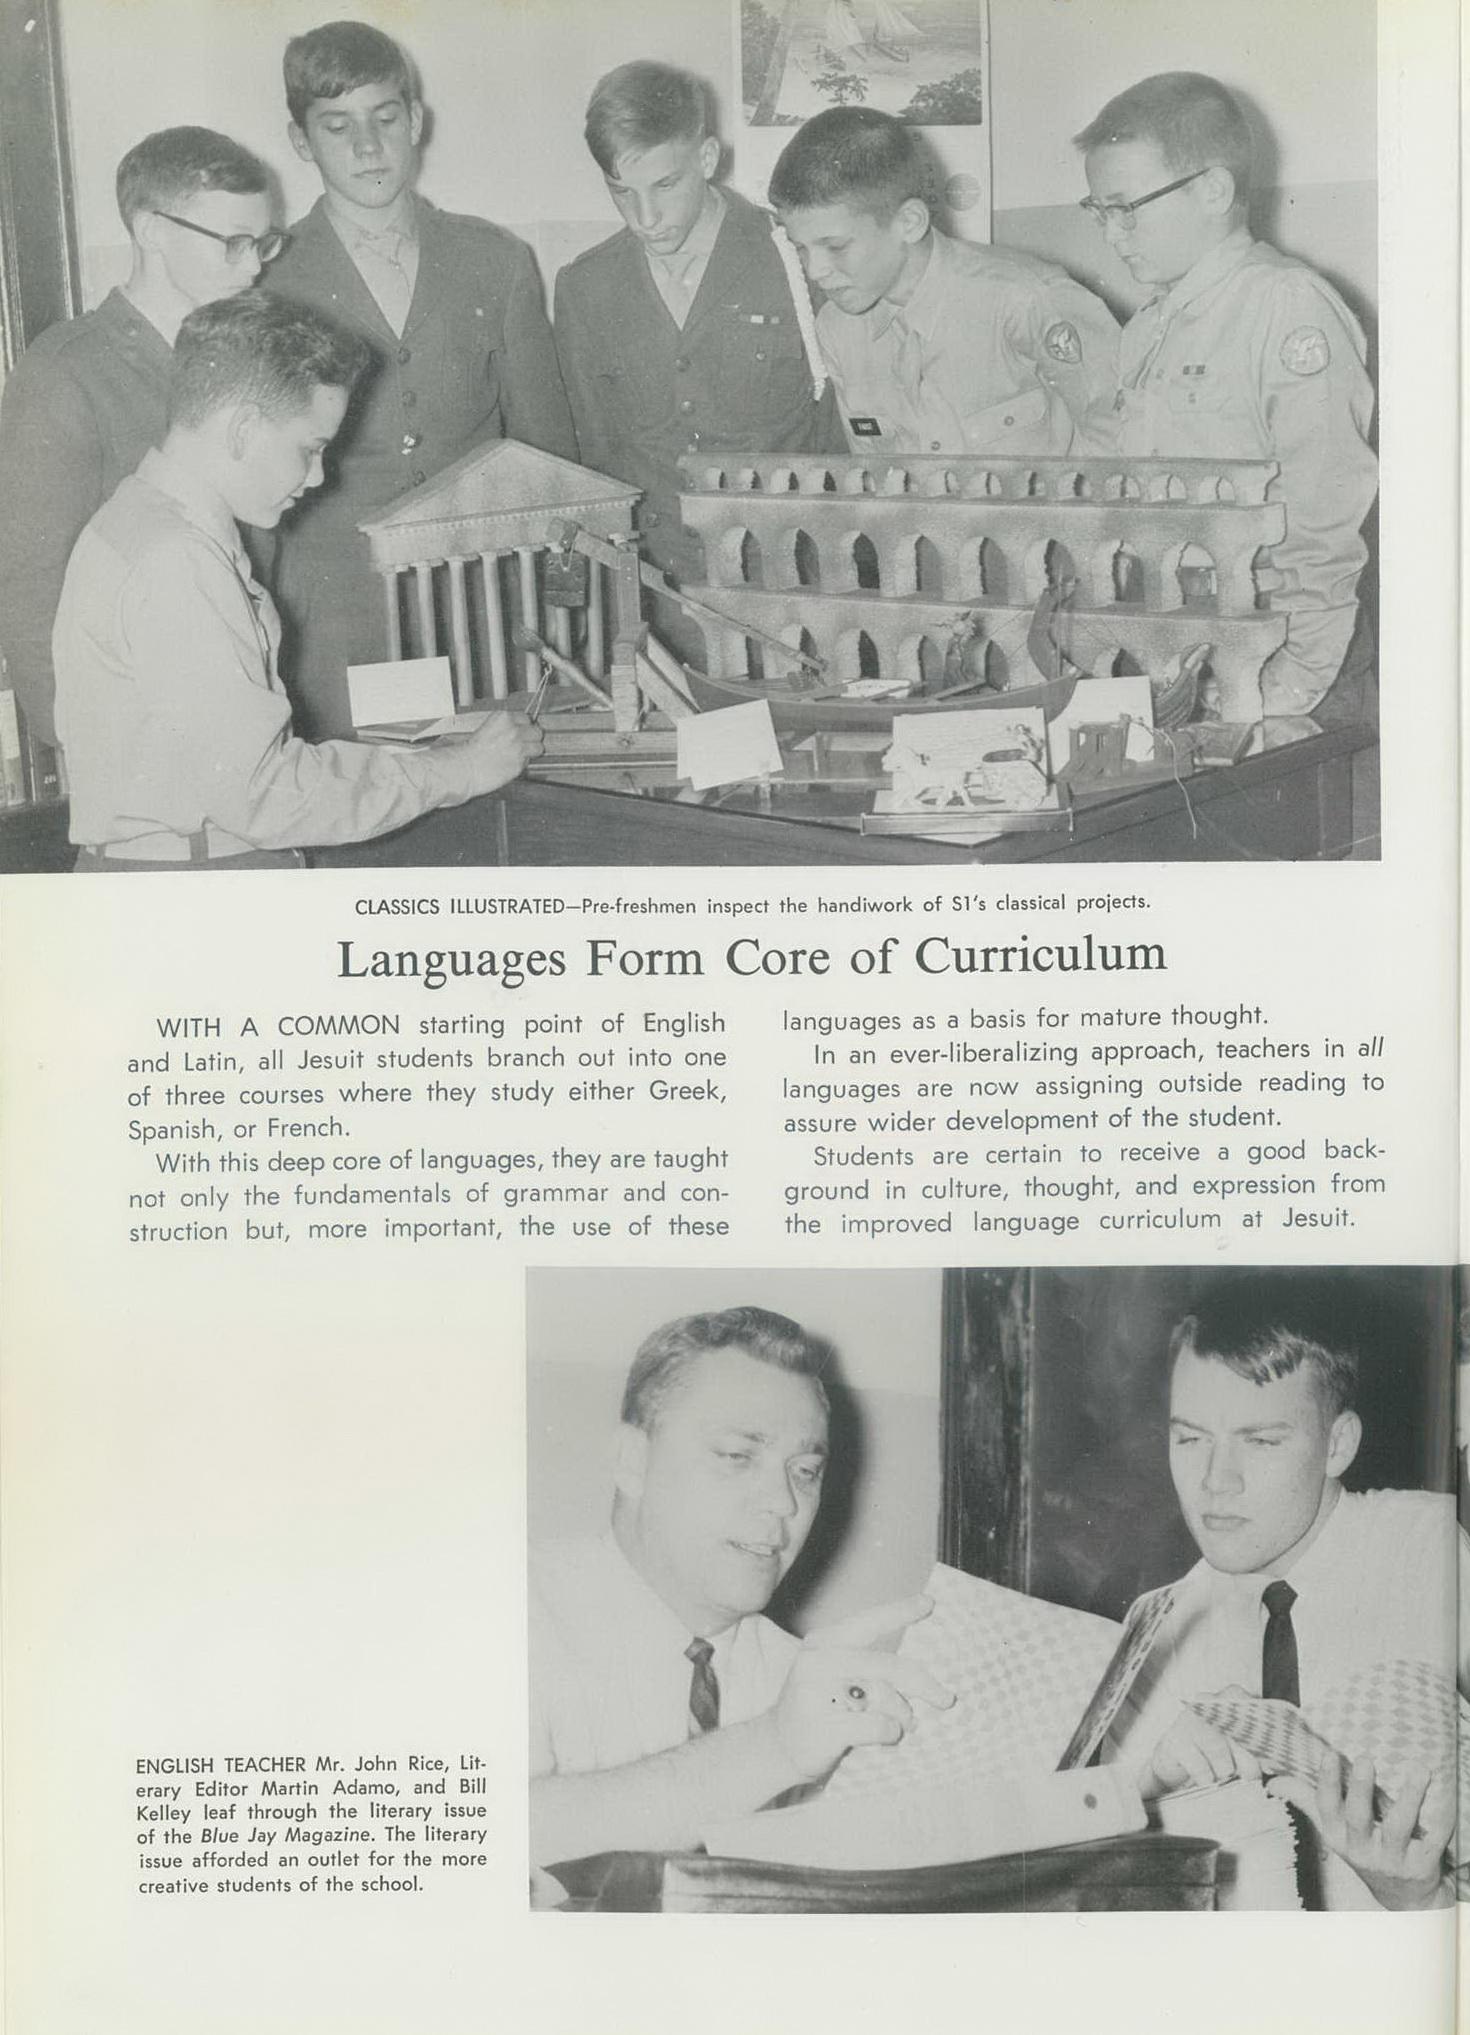 CLASSICS ILLUSTRATED—Pre-freshmen inspect the handiwork of S1's classical projects.
Languages Form Core of Curriculum
WITH A COMMON starting point of English
and Latin, all Jesuit students branch out into one
of three courses where they study either Greek,
Spanish, or French.
With this deep core of languages, they are taught
not only the fundamentals of grammar and con-
struction but, more important, the use of these
languages as a basis for mature thought.
In an ever-liberalizing approach, teachers in all
languages are now assigning outside reading to
assure wider development of the student.
Students are certain to receive a good back-
ground in culture, thought, and expression from
the improved language curriculum at Jesuit.
ENGLISH TEACHER Mr. John Rice, Lit-
erary Editor Martin Adamo, and Bill
Kelley leaf through the literary issue
of the Blue Jay Magazine. The literary
issue afforded an outlet for the more
creative students of the school.